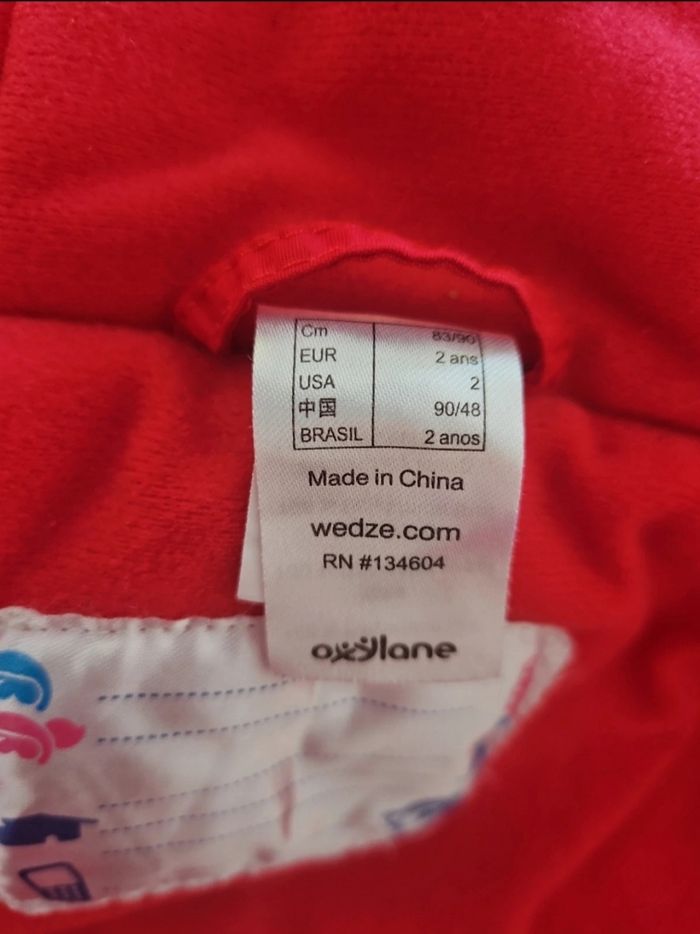 Cm 83/90
EUR 2 ans
USA 2
中国 90/48
BRASIL 2 anos
Made in China
wedze.com
RN #134604
oxylane